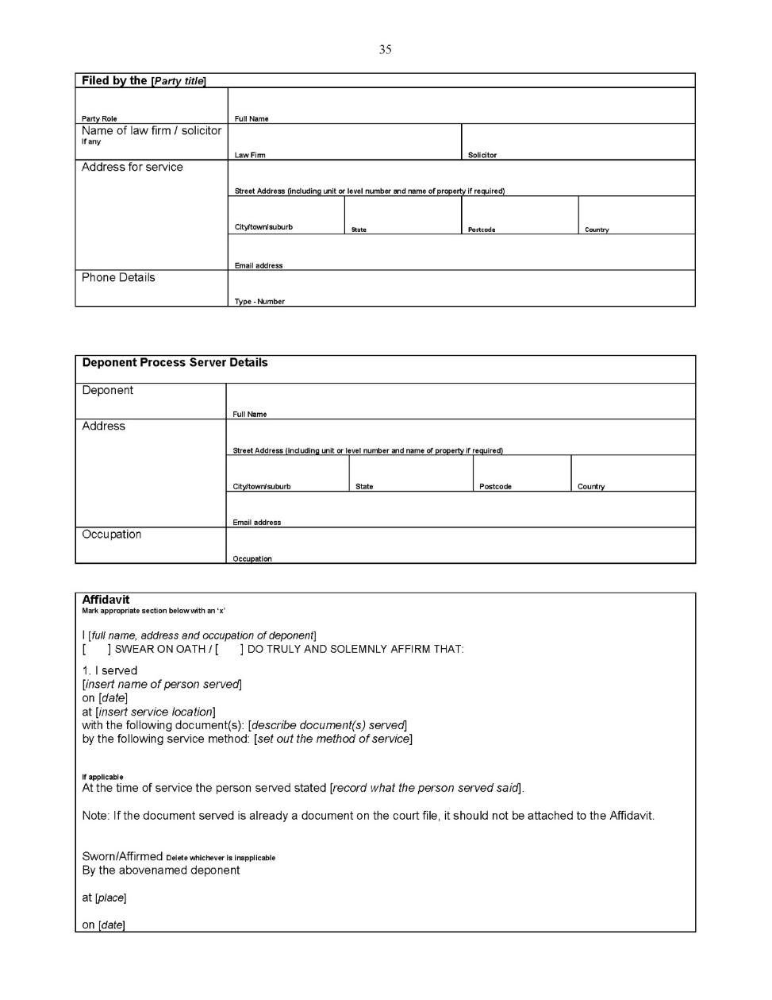 35
Filed by the [Party title]
Party Role
Full Name
Name of law firm / solicitor
If any
Law Firm
Solicitor
Address for service
Street Address (including unit or level number and name of property if required)
City/town/suburb
State
Postcode
Country
Email address
Phone Details
Type - Number
Deponent Process Server Details
Deponent
Full Name
Address
Street Address (including unit or level number and name of property if required)
City/town/suburb
State
Postcode
Country
Email address
Occupation
Occupation
Affidavit
Mark appropriate section below with an ‘x’
I [full name, address and occupation of deponent]
[ ] SWEAR ON OATH / [ ] DO TRULY AND SOLEMNLY AFFIRM THAT:
1. I served
[insert name of person served]
on [date]
at [insert service location]
with the following document(s): [describe document(s) served]
by the following service method: [set out the method of service]
If applicable
At the time of service the person served stated [record what the person served said].
Note: If the document served is already a document on the court file, it should not be attached to the Affidavit.
Sworn/Affirmed Delete whichever is inapplicable
By the abovenamed deponent
at [place]
on [date]